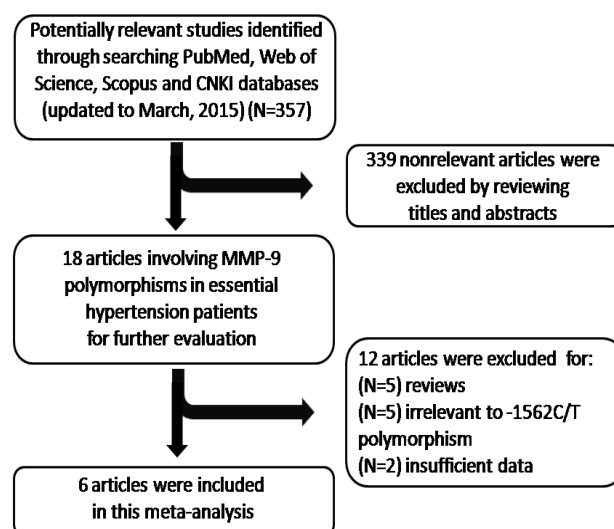 Potentially relevant studies identified
through searching PubMed, Web of
Science, Scopus and CNKI databases
(updated to March, 2015) (N=357)
339 nonrelevant articles were
excluded by reviewing
titles and abstracts
18 articles involving MMP-9
polymorphisms in essential
hypertension patients
for further evaluation
12 articles were excluded for:
(N=5) reviews
(N=5) irrelevant to -1562C/T
polymorphism
(N=2) insufficient data
6 articles were included
in this meta-analysis